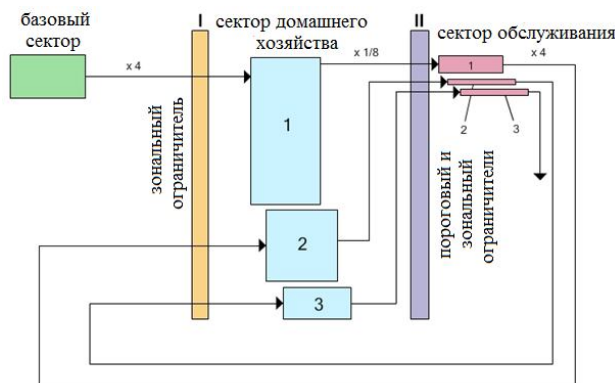 базовый
сектор
I
сектор домашнего
хозяйства
II
сектор обслуживания
x 4
x 1/8
x 4
1
1
2
3
2
3
зональный
ограничитель
пороговый и
зональный
ограничители